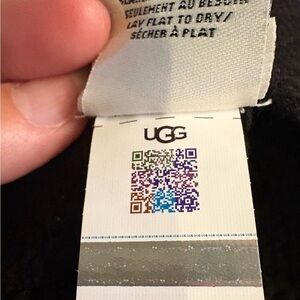 SEULEMENT AU BESOIN
LAY FLAT TO DRY/
SÉCHER À PLAT
UGG